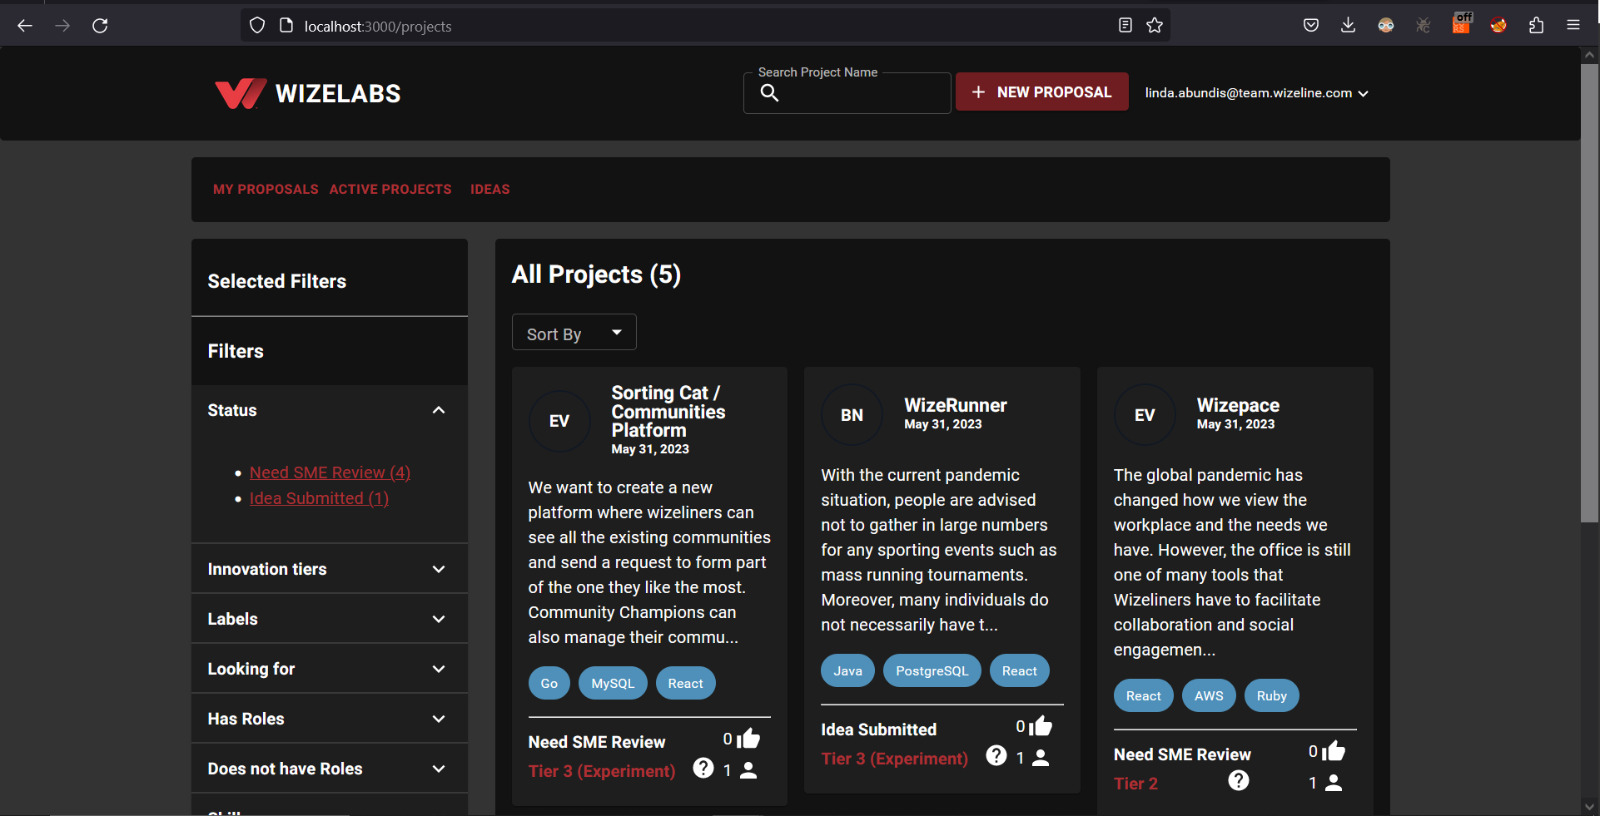 localhost:3000/projects
off
WIZELABS
Search Project Name
+ NEW PROPOSAL
linda.abundis@team.wizeline.com
MY PROPOSALS ACTIVE PROJECTS IDEAS
Selected Filters
Filters
Status
Need SME Review (4)
Idea Submitted (1)
Innovation tiers
Labels
Looking for
Has Roles
Does not have Roles
All Projects (5)
Sort By
EV
Sorting Cat /
Communities
Platform
May 31, 2023
We want to create a new
platform where wizeliners can
see all the existing communities
and send a request to form part
of the one they like the most.
Community Champions can
also manage their commu...
Go MySQL React
Need SME Review 0
Tier 3 (Experiment) ? 1
BN
WizeRunner
May 31, 2023
With the current pandemic
situation, people are advised
not to gather in large numbers
for any sporting events such as
mass running tournaments.
Moreover, many individuals do
not necessarily have t...
Java PostgreSQL React
Idea Submitted 0
Tier 3 (Experiment) ? 1
EV
Wizepace
May 31, 2023
The global pandemic has
changed how we view the
workplace and the needs we
have. However, the office is still
one of many tools that
Wizeliners have to facilitate
collaboration and social
engagemen...
React AWS Ruby
Need SME Review 0
Tier 2 ? 1